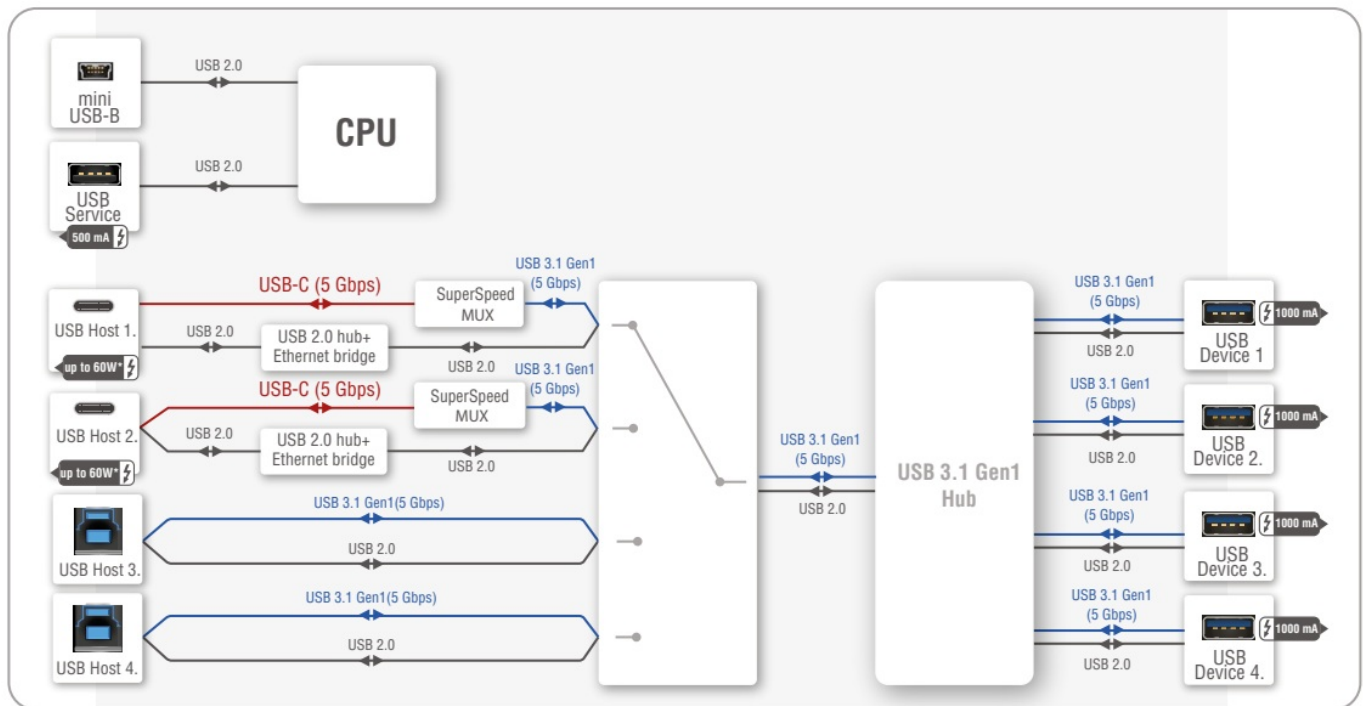 mini
USB-B
USB 2.0
CPU
USB
Service
500 mA
USB 2.0
USB Host 1.
up to 60W*
USB-C (5 Gbps)
SuperSpeed
MUX
USB 3.1 Gen1
(5 Gbps)
USB 2.0
USB 2.0 hub+
Ethernet bridge
USB 2.0
USB Host 2.
up to 60W*
USB-C (5 Gbps)
SuperSpeed
MUX
USB 3.1 Gen1
(5 Gbps)
USB 2.0
USB 2.0 hub+
Ethernet bridge
USB 2.0
USB Host 3.
USB 3.1 Gen1(5 Gbps)
USB 2.0
USB Host 4.
USB 3.1 Gen1(5 Gbps)
USB 2.0
USB 3.1 Gen1
(5 Gbps)
USB 2.0
USB 3.1 Gen1
Hub
USB 3.1 Gen1
(5 Gbps)
USB 2.0
USB
Device 1
1000 mA
USB 3.1 Gen1
(5 Gbps)
USB 2.0
USB
Device 2.
1000 mA
USB 3.1 Gen1
(5 Gbps)
USB 2.0
USB
Device 3.
1000 mA
USB 3.1 Gen1
(5 Gbps)
USB 2.0
USB
Device 4.
1000 mA